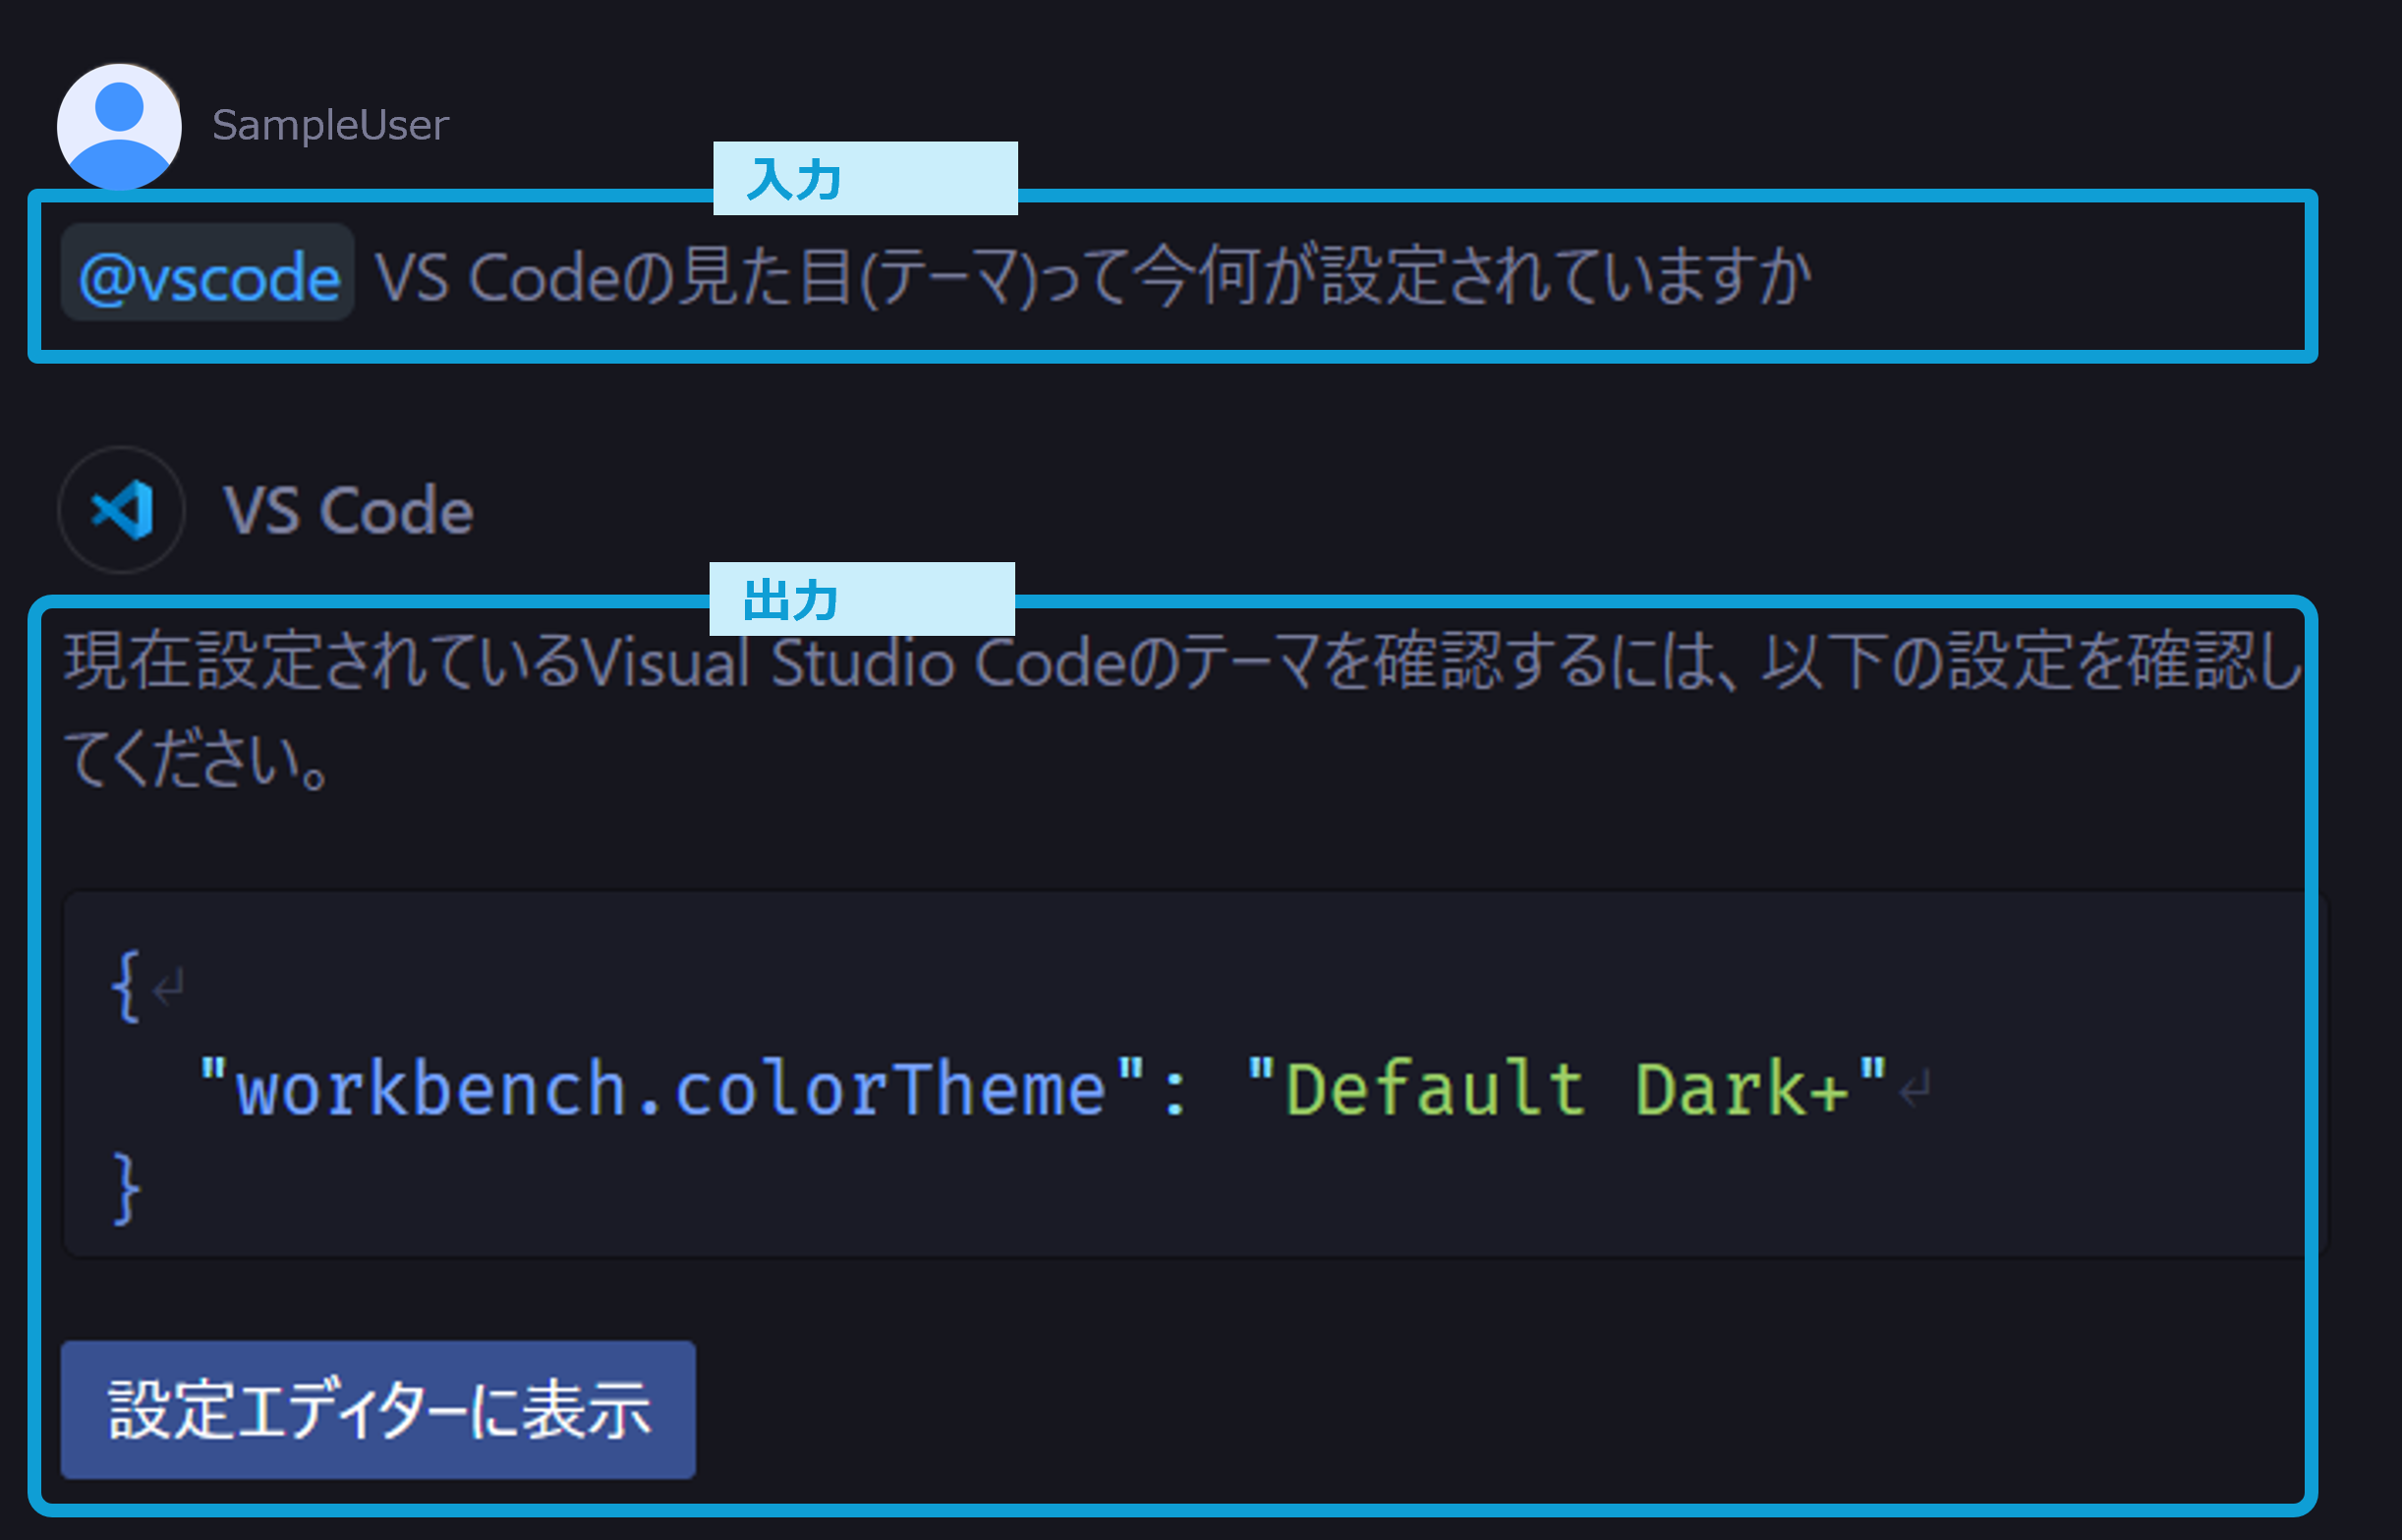 SampleUser
入力
@vscode VS Codeの見た目(テーマ)って今何が設定されていますか
VS Code
出力
現在設定されているVisual Studio Codeのテーマを確認するには、以下の設定を確認し
てください。
{↵
"workbench.colorTheme": "Default Dark+"↵
}
設定エディターに表示